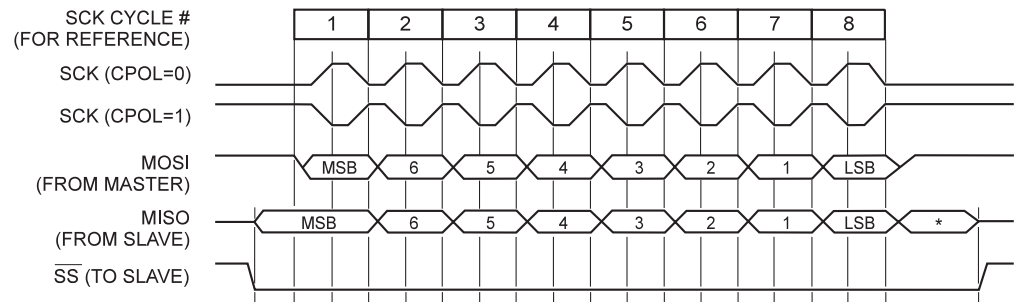 SCK CYCLE # 1 2 3 4 5 6 7 8
(FOR REFERENCE)
SCK (CPOL=0)
SCK (CPOL=1)
MOSI MSB 6 5 4 3 2 1 LSB
(FROM MASTER)
MISO MSB 6 5 4 3 2 1 LSB *
(FROM SLAVE)
SS (TO SLAVE)